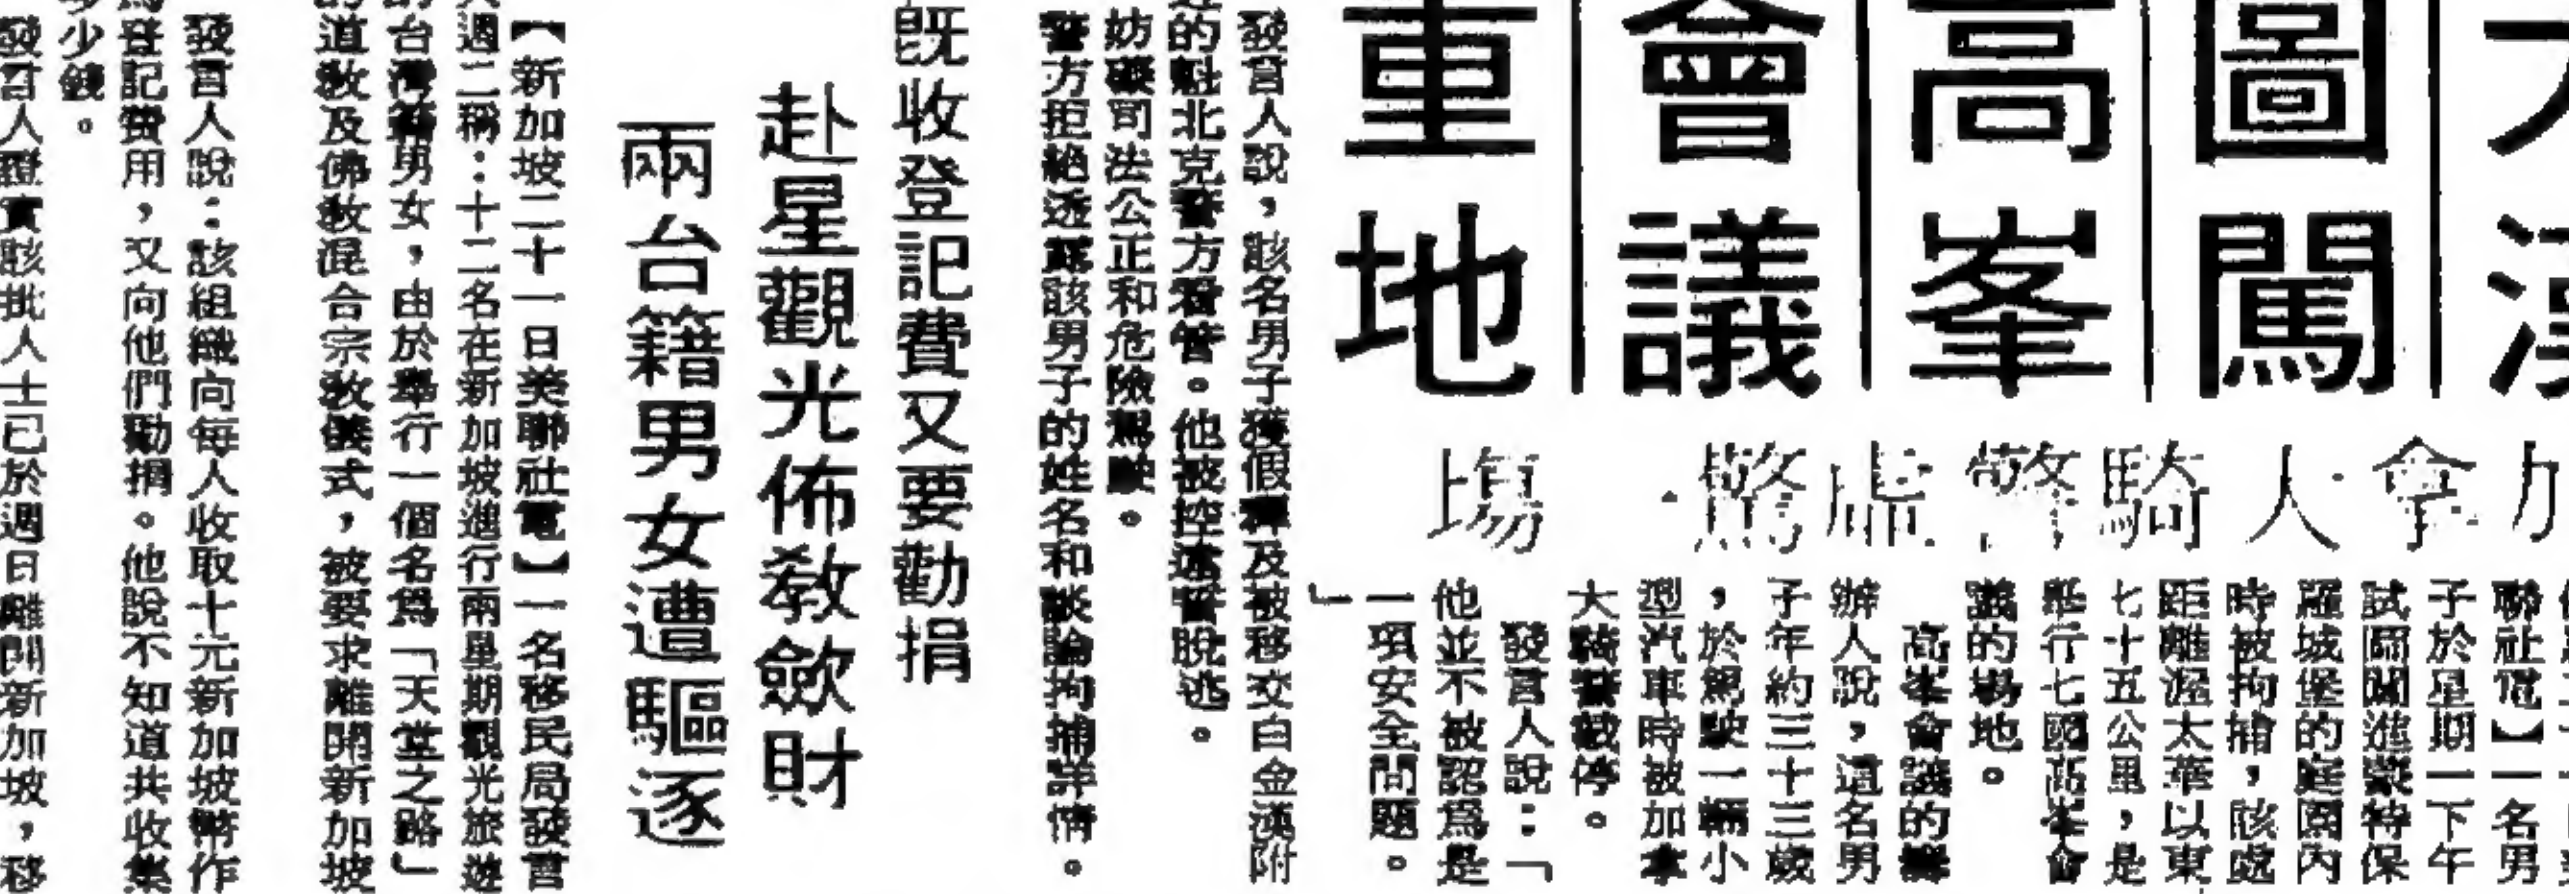 大漢
圖闖
高峯
會議
重地
加拿人騎警虛驚·塲
聯社電】一名男
子於星期一下午
試圖闖進蒙特保
羅城堡的庭園內
時被拘捕，該處
距離渥太華以東
七十五公里，是
舉行七國高峯會
議的場地。
高峯會議的籌
辦人說，這名男
子年約三十三歲
，於駕駛一輛小
型汽車時被加拿
大騎警截停。
發言人說：「
他並不被認爲是
一項安全問題。
」
發言人說，該名男子獲假釋及被移交白金漢附
近的魁北克警方看管。他被控逃警脫逃。
妨礙司法公正和危險駕駛。
警方拒絕透露該男子的姓名和談論拘捕詳情。
旣收登記費又要勸捐
赴星觀光佈教歛財
兩台籍男女遭驅逐
【新加坡二十一日美聯社電】一名移民局發言
人週二稱：十二名在新加坡進行兩星期觀光旅遊
的台灣籍男女，由於舉行一個名爲「天堂之路」
的道教及佛教混合宗教儀式，被要求離開新加坡
發言人說：該組織向每人收取十元新加坡幣作
爲登記費用，又向他們勸捐。他說不知道共收集
多少錢。
發言人證實該批人士已於週日離開新加坡，移